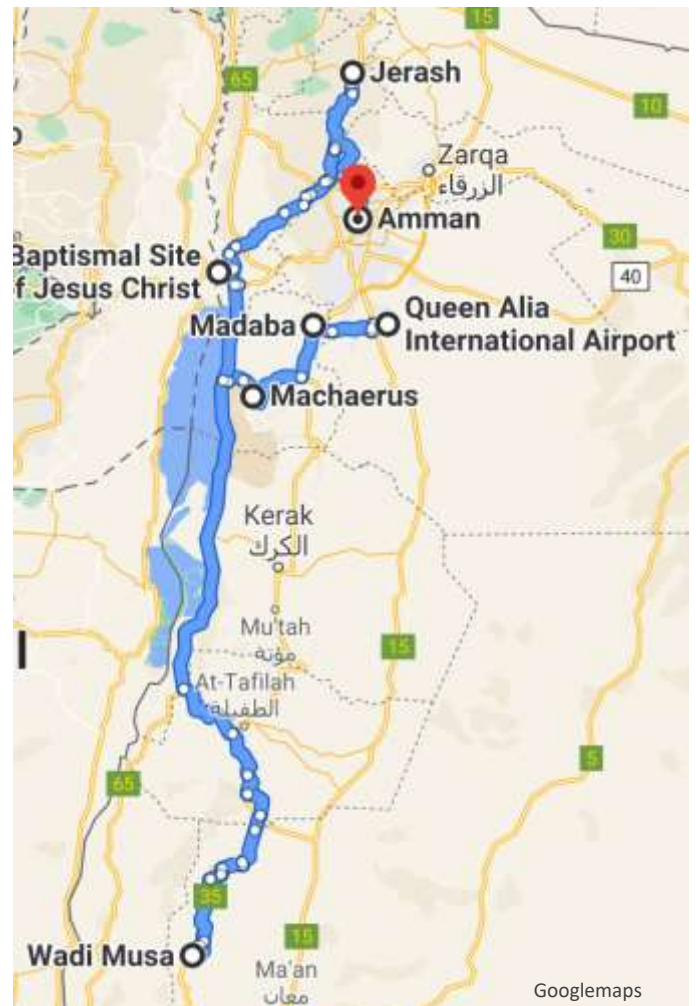 15
Jerash
65
10
Zarqa
الزرقاء
Amman
30
Baptismal Site
f Jesus Christ
40
Madaba
Queen Alia
International Airport
Machaerus
Kerak
الكرك
Mu'tah
مؤتة
15
At-Tafilah
الطفيلة
5
65
35
15
Wadi Musa
Ma'an
معان
Googlemaps